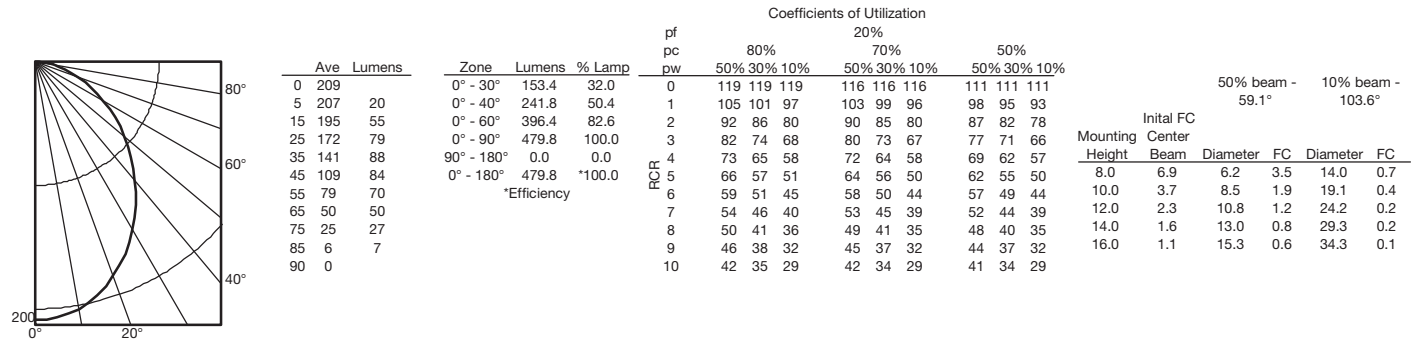 80°
60°
40°
200
0° 20°
Ave Lumens
0 209
5 207 20
15 195 55
25 172 79
35 141 88
45 109 84
55 79 70
65 50 50
75 25 27
85 6 7
90 0
Zone Lumens % Lamp
0° - 30° 153.4 32.0
0° - 40° 241.8 50.4
0° - 60° 396.4 82.6
0° - 90° 479.8 100.0
90° - 180° 0.0 0.0
0° - 180° 479.8 *100.0
*Efficiency
Coefficients of Utilization
pf 20%
pc 80% 70% 50%
pw 50% 30% 10% 50% 30% 10% 50% 30% 10%
RCR
0 119 119 119 116 116 116 111 111 111
1 105 101 97 103 99 96 98 95 93
2 92 86 80 90 85 80 87 82 78
3 82 74 68 80 73 67 77 71 66
4 73 65 58 72 64 58 69 62 57
5 66 57 51 64 56 50 62 55 50
6 59 51 45 58 50 44 57 49 44
7 54 46 40 53 45 39 52 44 39
8 50 41 36 49 41 35 48 40 35
9 46 38 32 45 37 32 44 37 32
10 42 35 29 42 34 29 41 34 29
50% beam - 10% beam -
59.1° 103.6°
Inital FC
Mounting Center
Height Beam Diameter FC Diameter FC
8.0 6.9 6.2 3.5 14.0 0.7
10.0 3.7 8.5 1.9 19.1 0.4
12.0 2.3 10.8 1.2 24.2 0.2
14.0 1.6 13.0 0.8 29.3 0.2
16.0 1.1 15.3 0.6 34.3 0.1